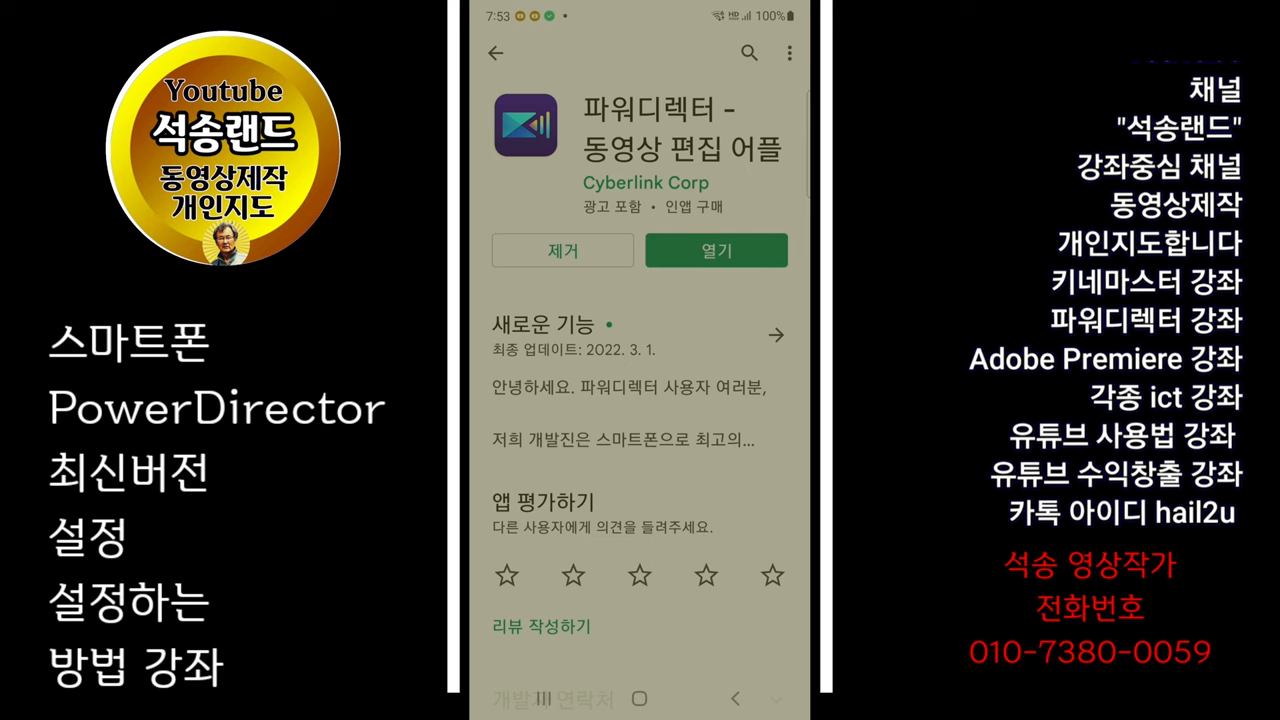 Youtube
석송랜드
동영상제작
개인지도
스마트폰
PowerDirector
최신버전
설정
설정하는
방법 강좌
7:53
HD
100%
파워디렉터 -
동영상 편집 어플
Cyberlink Corp
광고 포함 • 인앱 구매
제거
열기
새로운 기능 •
최종 업데이트: 2022. 3. 1.
안녕하세요. 파워디렉터 사용자 여러분,
저희 개발진은 스마트폰으로 최고의...
앱 평가하기
다른 사용자에게 의견을 들려주세요.
리뷰 작성하기
개발자 연락처
채널
"석송랜드"
강좌중심 채널
동영상제작
개인지도합니다
키네마스터 강좌
파워디렉터 강좌
Adobe Premiere 강좌
각종 ict 강좌
유튜브 사용법 강좌
유튜브 수익창출 강좌
카톡 아이디 hail2u
석송 영상작가
전화번호
010-7380-0059